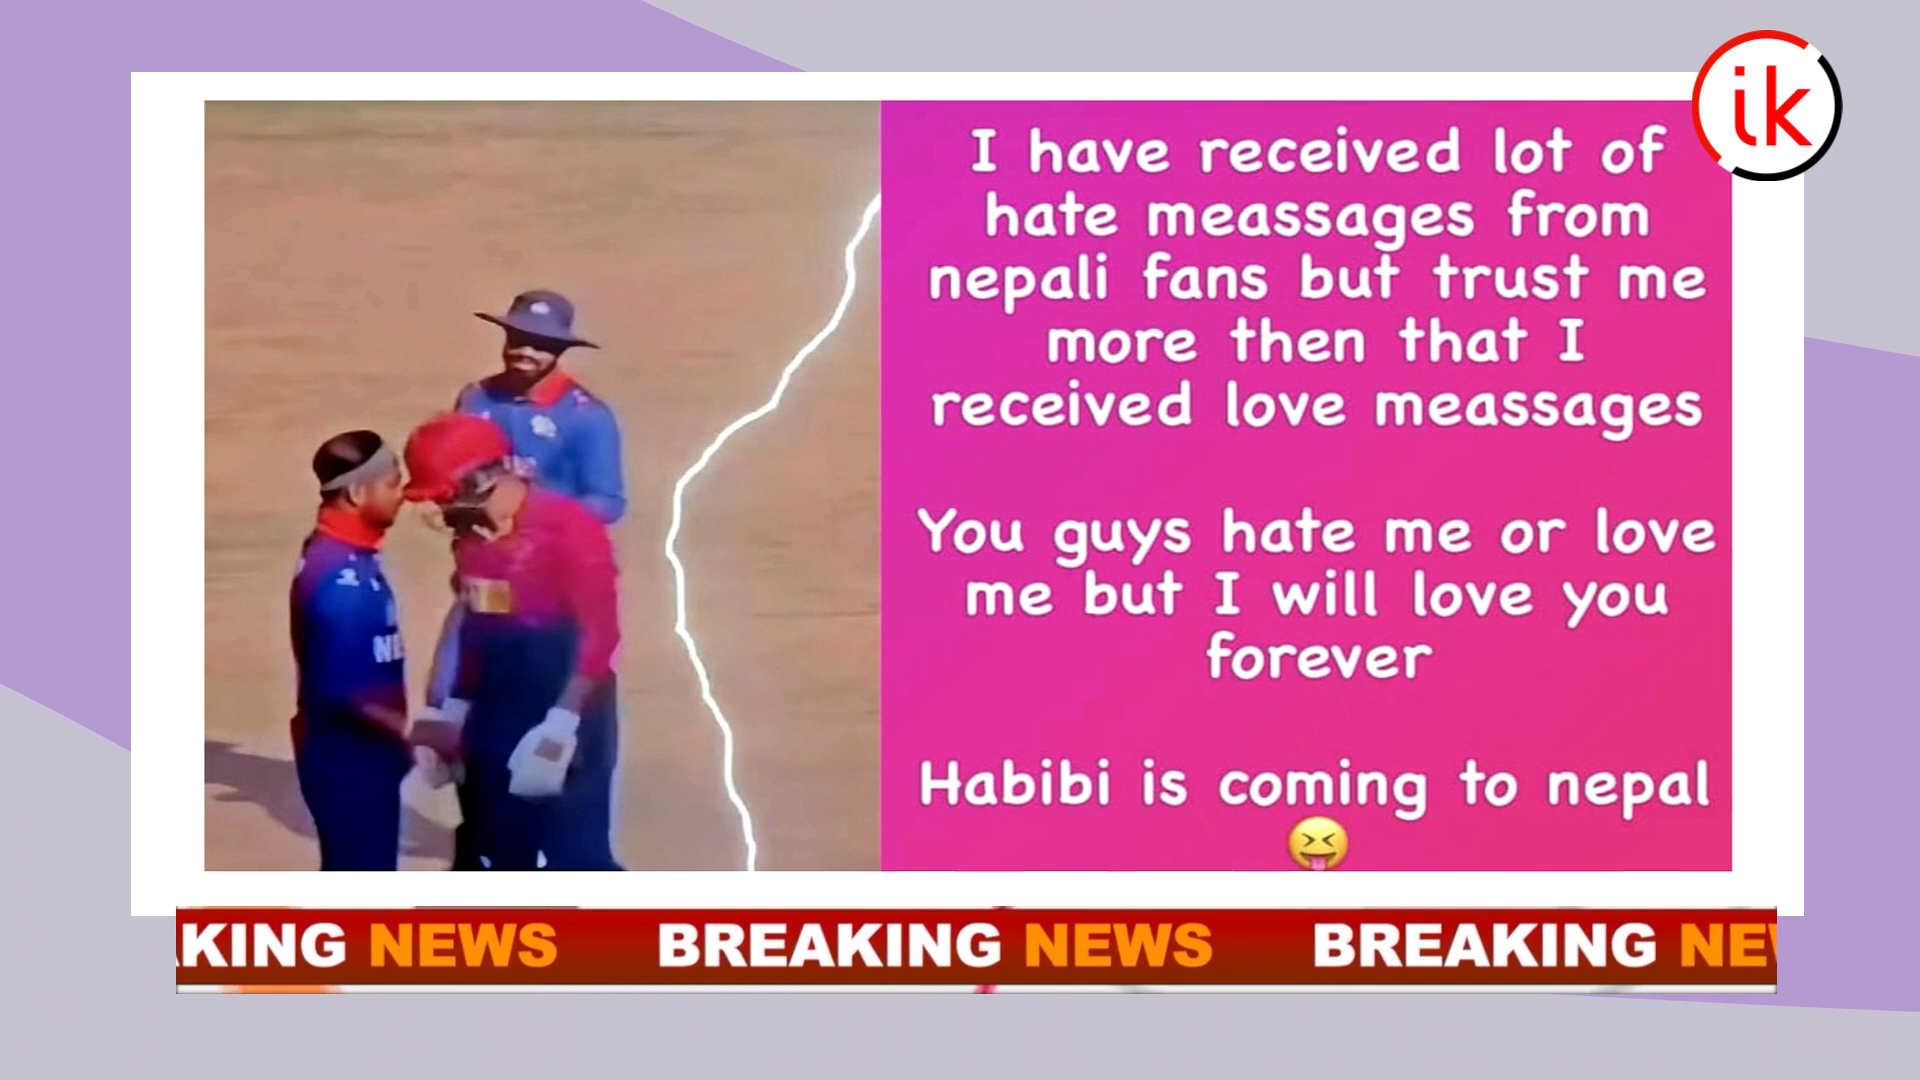 ik
I have received lot of
hate meassages from
nepali fans but trust me
more then that I
received love meassages
You guys hate me or love
me but I will love you
forever
Habibi is coming to nepal
😝
KING NEWS BREAKING NEWS BREAKING NE